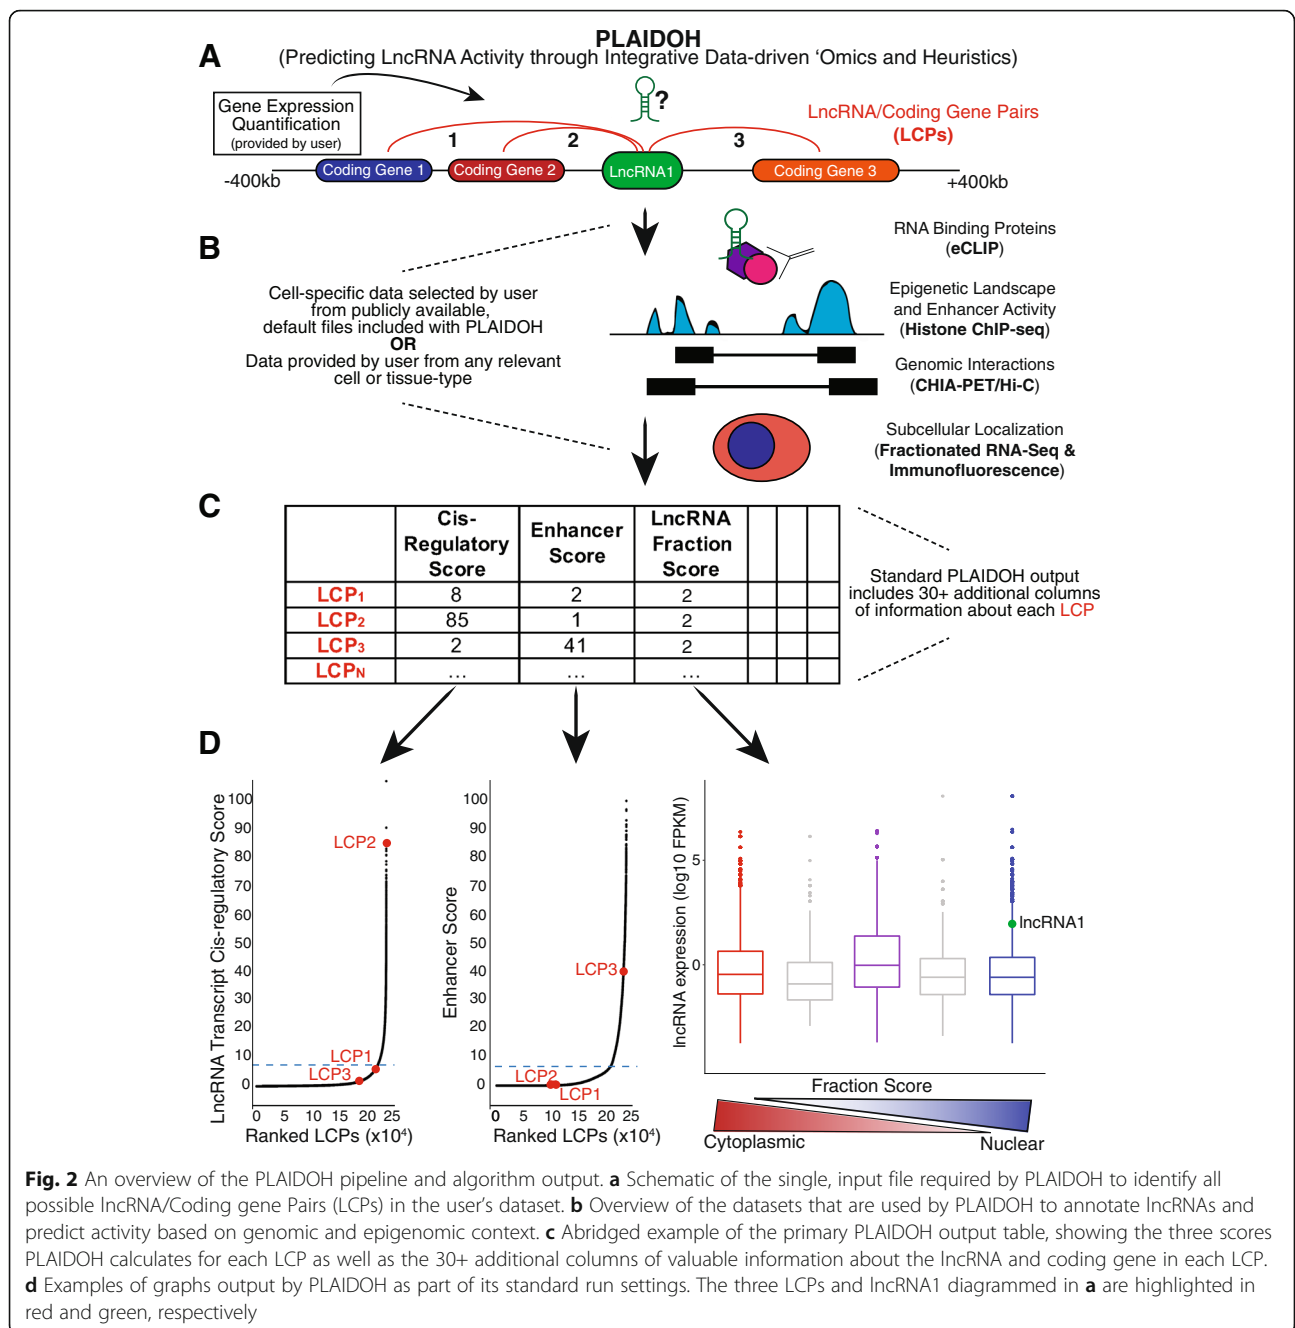 A
PLAIDOH
(Predicting LncRNA Activity through Integrative Data-driven ‘Omics and Heuristics)
Gene Expression
Quantification
(provided by user)
?
LncRNA/Coding Gene Pairs
(LCPs)
1
2
3
Coding Gene 1
Coding Gene 2
LncRNA1
Coding Gene 3
-400kb
+400kb
B
Cell-specific data selected by user
from publicly available,
default files included with PLAIDOH
OR
Data provided by user from any relevant
cell or tissue-type
RNA Binding Proteins
(eCLIP)
Epigenetic Landscape
and Enhancer Activity
(Histone ChIP-seq)
Genomic Interactions
(CHIA-PET/Hi-C)
Subcellular Localization
(Fractionated RNA-Seq &
Immunofluorescence)
C
Cis-
Regulatory
Score
Enhancer
Score
LncRNA
Fraction
Score
LCP1 8 2 2
LCP2 85 1 2
LCP3 2 41 2
LCPN ... ... ...
Standard PLAIDOH output
includes 30+ additional columns
of information about each LCP
D
LncRNA Transcript Cis-regulatory Score
100
90
80
70
60
50
40
30
20
10
0
LCP2
LCP1
LCP3
0 5 10 15 20 25
Ranked LCPs (x10⁴)
Enhancer Score
100
90
80
70
60
50
40
30
20
10
0
LCP3
LCP2
LCP1
0 5 10 15 20 25
Ranked LCPs (x10⁴)
lncRNA expression (log10 FPKM)
5
0
lncRNA1
Fraction Score
Cytoplasmic
Nuclear
Fig. 2 An overview of the PLAIDOH pipeline and algorithm output. a Schematic of the single, input file required by PLAIDOH to identify all
possible lncRNA/Coding gene Pairs (LCPs) in the user’s dataset. b Overview of the datasets that are used by PLAIDOH to annotate lncRNAs and
predict activity based on genomic and epigenomic context. c Abridged example of the primary PLAIDOH output table, showing the three scores
PLAIDOH calculates for each LCP as well as the 30+ additional columns of valuable information about the lncRNA and coding gene in each LCP.
d Examples of graphs output by PLAIDOH as part of its standard run settings. The three LCPs and lncRNA1 diagrammed in a are highlighted in
red and green, respectively